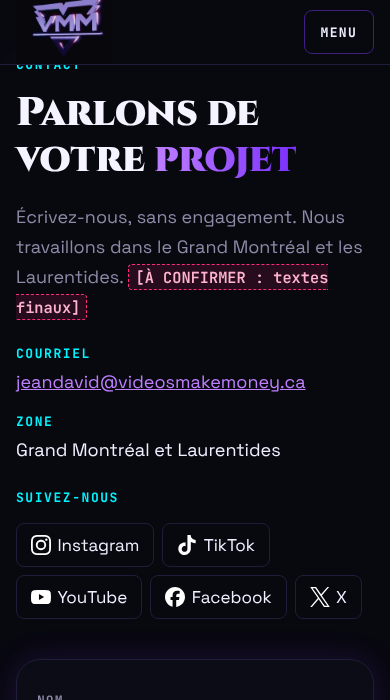 VMM
MENU
CONTACT
PARLONS DE
VOTRE PROJET
Écrivez-nous, sans engagement. Nous
travaillons dans le Grand Montréal et les
Laurentides. [À CONFIRMER : textes
finaux]
COURRIEL
jeandavid@videosmakemoney.ca
ZONE
Grand Montréal et Laurentides
SUIVEZ-NOUS
Instagram
TikTok
YouTube
Facebook
X
NOM